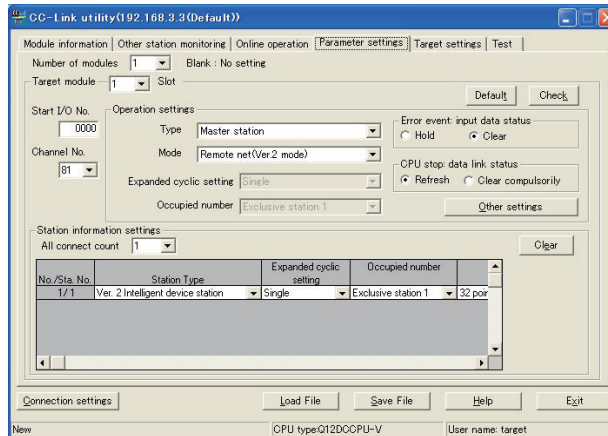 CC-Link utility(192.168.3.3(Default))
Module information Other station monitoring Online operation Parameter settings Target settings Test
Number of modules 1 Blank : No setting
Target module 1 Slot
Default Check
Start I/O No.
0000
Channel No.
81
Operation settings
Type Master station
Mode Remote net(Ver.2 mode)
Expanded cyclic setting Single
Occupied number Exclusive station 1
Error event: input data status
Hold Clear
CPU stop: data link status
Refresh Clear compulsorily
Other settings
Station information settings
All connect count 1
Clear
No./Sta. No. Station Type Expanded cyclic setting Occupied number
1/1 Ver. 2 Intelligent device station Single Exclusive station 1 32 poin
Connection settings Load File Save File Help Exit
New CPU type:Q12DCCPU-V User name: target